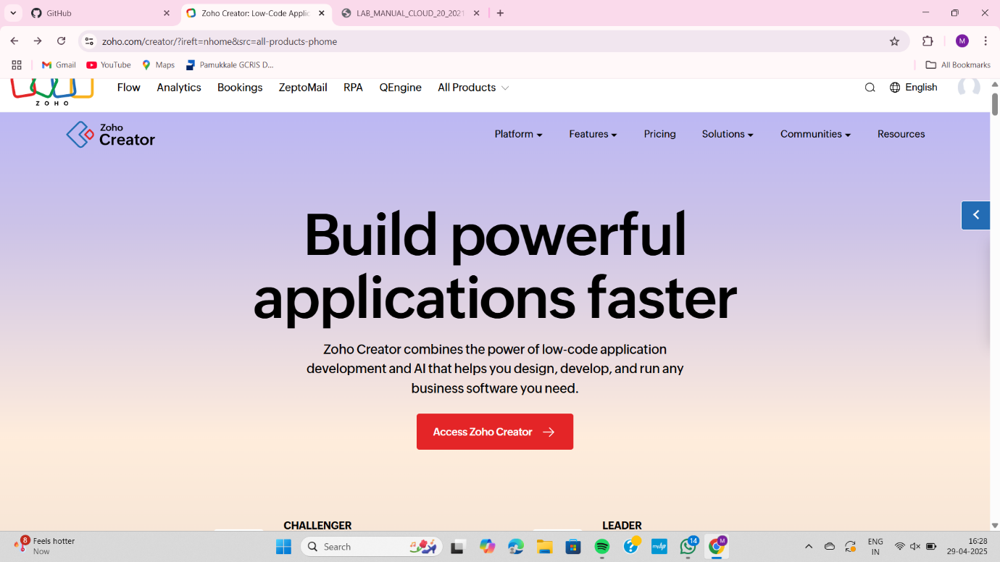 GitHub
Zoho Creator: Low-Code Applic
LAB_MANUAL_CLOUD_20_2021
zoho.com/creator/?ireft=nhome&src=all-products-phome
M
Gmail
YouTube
Maps
Pamukkale GCRIS D...
All Bookmarks
ZOHO
Flow
Analytics
Bookings
ZeptoMail
RPA
QEngine
All Products
English
Zoho
Creator
Platform
Features
Pricing
Solutions
Communities
Resources
Build powerful
applications faster
Zoho Creator combines the power of low-code application
development and AI that helps you design, develop, and run any
business software you need.
Access Zoho Creator
CHALLENGER
LEADER
8
Feels hotter
Now
Search
myhp
14
M
ENG
IN
16:28
29-04-2025